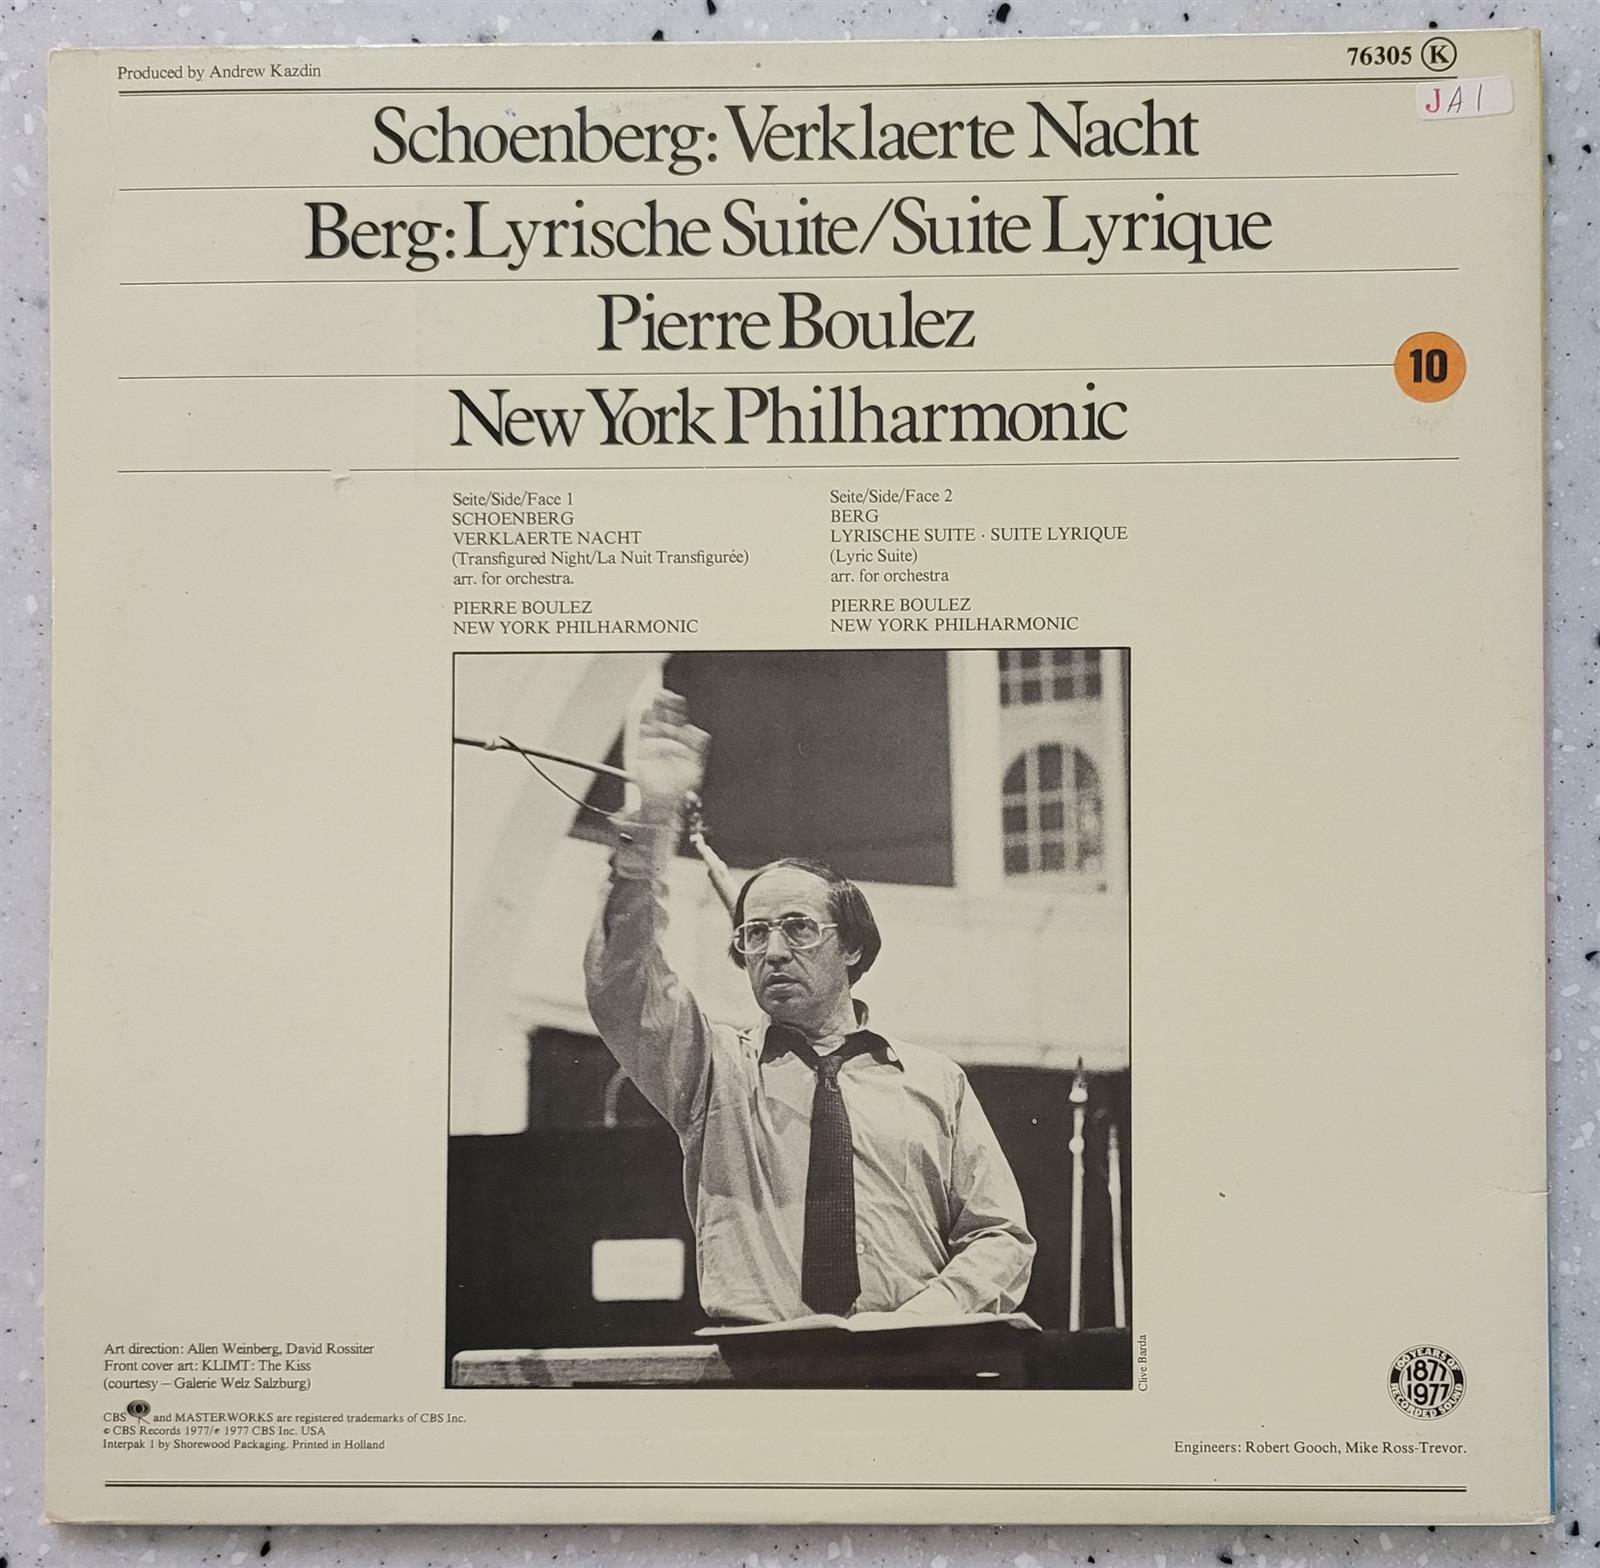 Produced by Andrew Kazdin
76305 K
JA1
Schoenberg: Verklaerte Nacht
Berg: Lyrische Suite/Suite Lyrique
Pierre Boulez
10
New York Philharmonic
Seite/Side/Face 1
SCHOENBERG
VERKLAERTE NACHT
(Transfigured Night/La Nuit Transfigurée)
arr. for orchestra.
PIERRE BOULEZ
NEW YORK PHILHARMONIC
Seite/Side/Face 2
BERG
LYRISCHE SUITE · SUITE LYRIQUE
(Lyric Suite)
arr. for orchestra
PIERRE BOULEZ
NEW YORK PHILHARMONIC
Clive Barda
Art direction: Allen Weinberg, David Rossiter
Front cover art: KLIMT: The Kiss
(courtesy – Galerie Welz Salzburg)
CBS and MASTERWORKS are registered trademarks of CBS Inc.
© CBS Records 1977/℗ 1977 CBS Inc. USA
Interpak 1 by Shorewood Packaging. Printed in Holland
100 YEARS OF
1877
1977
RECORDED SOUND
Engineers: Robert Gooch, Mike Ross-Trevor.